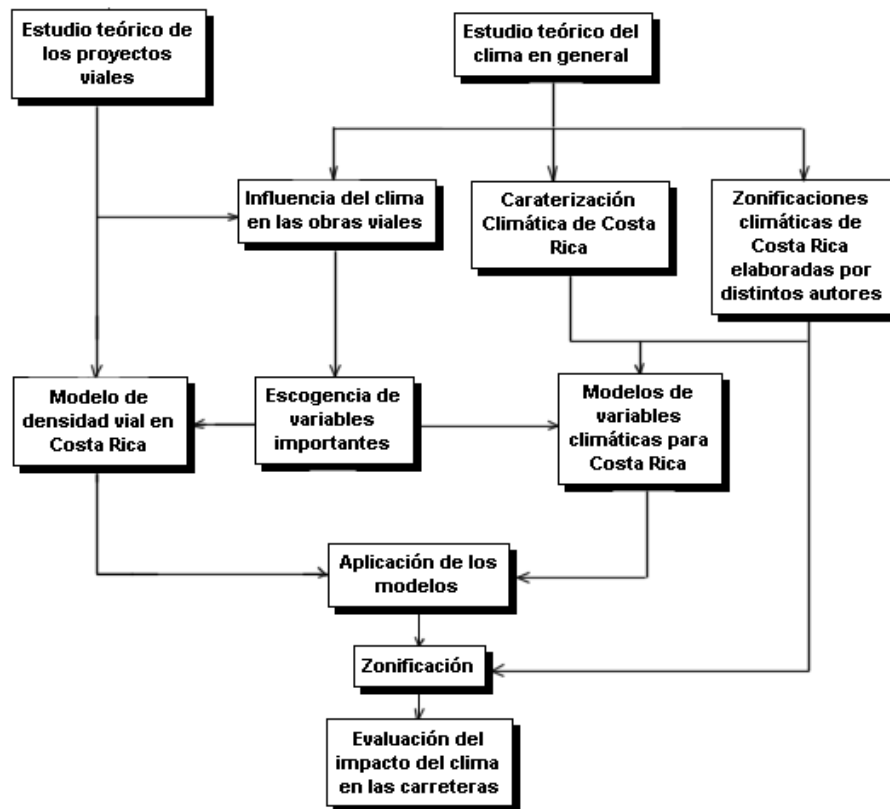 Estudio teórico de
los proyectos
viales
Estudio teórico del
clima en general
Influencia del clima
en las obras viales
Caraterización
Climática de Costa
Rica
Zonificaciones
climáticas de
Costa Rica
elaboradas por
distintos autores
Modelo de
densidad vial en
Costa Rica
Escogencia de
variables
importantes
Modelos de
variables
climáticas para
Costa Rica
Aplicación de los
modelos
Zonificación
Evaluación del
impacto del clima
en las carreteras